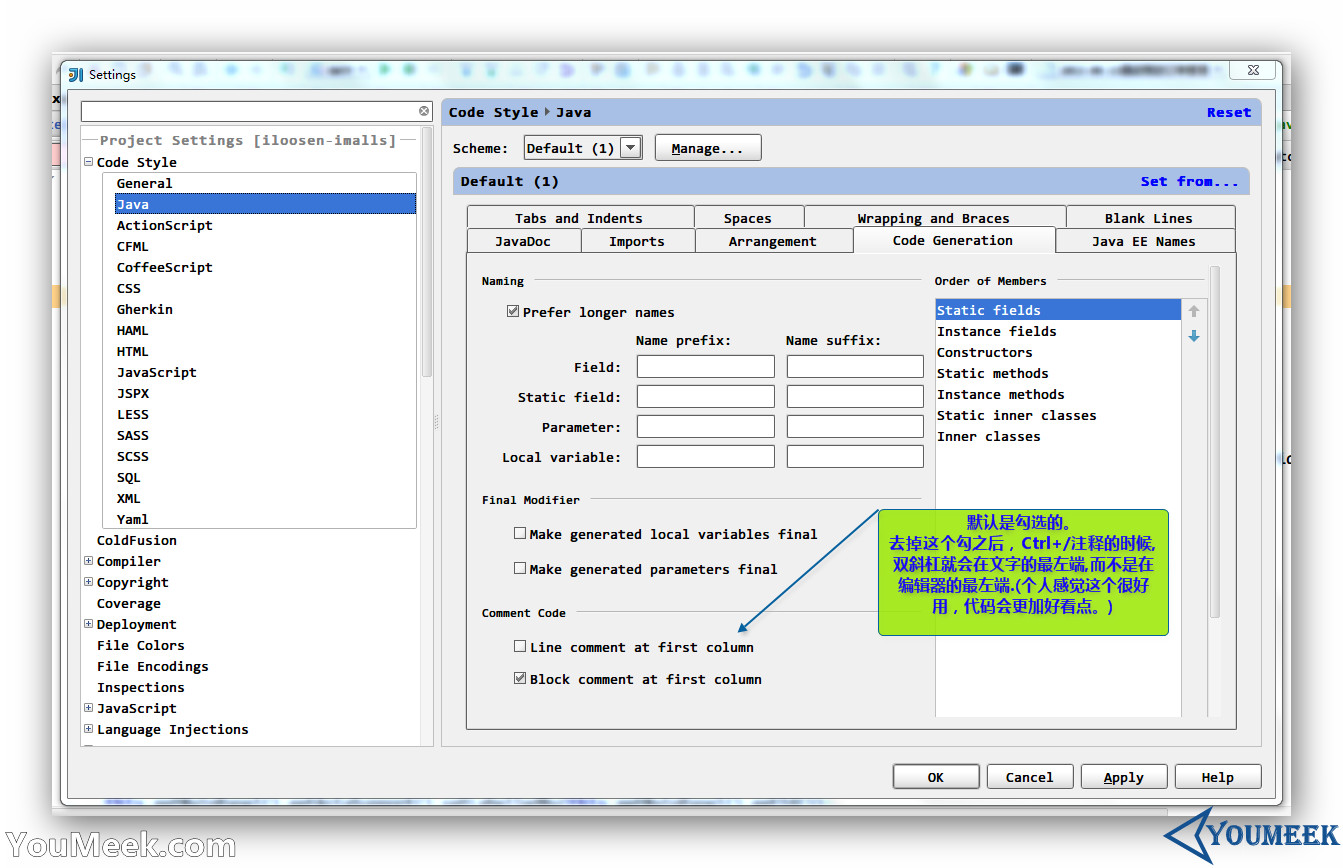 Settings
Project Settings [iloosen-imalls]
Code Style
General
Java
ActionScript
CFML
CoffeeScript
CSS
Gherkin
HAML
HTML
JavaScript
JSPX
LESS
SASS
SCSS
SQL
XML
Yaml
ColdFusion
Compiler
Copyright
Coverage
Deployment
File Colors
File Encodings
Inspections
JavaScript
Language Injections
Code Style Java Reset
Scheme: Default (1) Manage...
Default (1) Set from...
Tabs and Indents Spaces Wrapping and Braces Blank Lines
JavaDoc Imports Arrangement Code Generation Java EE Names
Naming
Prefer longer names
Name prefix: Name suffix:
Field:
Static field:
Parameter:
Local variable:
Final Modifier
Make generated local variables final
Make generated parameters final
Comment Code
Line comment at first column
Block comment at first column
Order of Members
Static fields
Instance fields
Constructors
Static methods
Instance methods
Static inner classes
Inner classes
默认是勾选的。
去掉这个勾之后，Ctrl+/注释的时候,
双斜杠就会在文字的最左端,而不是在
编辑器的最左端.(个人感觉这个很好
用，代码会更加好看点。)
OK Cancel Apply Help
YouMeek.com
YOUMEEK